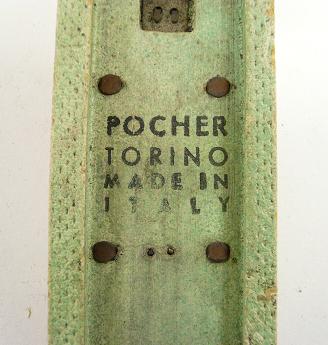 POCHER
TORINO
MADE IN
ITALY